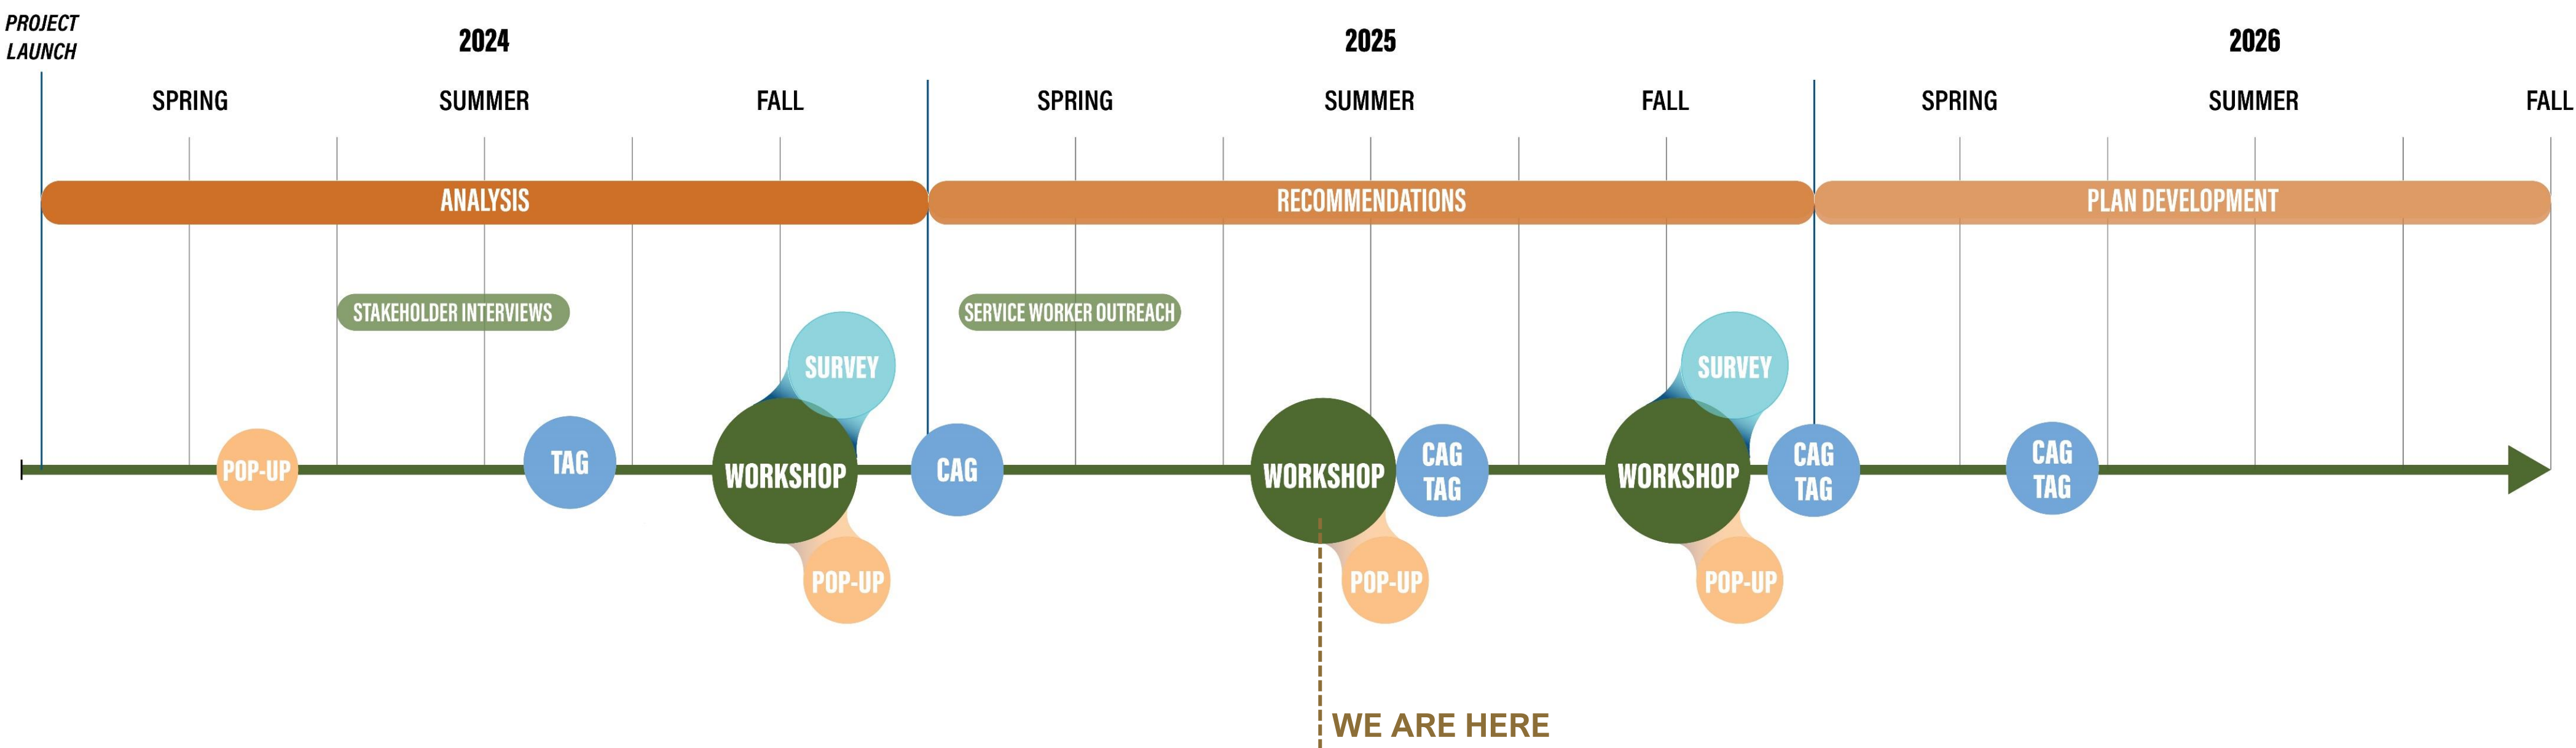 PROJECT
LAUNCH
2024
2025
2026
SPRING
SUMMER
FALL
SPRING
SUMMER
FALL
SPRING
SUMMER
FALL
ANALYSIS
RECOMMENDATIONS
PLAN DEVELOPMENT
STAKEHOLDER INTERVIEWS
SERVICE WORKER OUTREACH
SURVEY
SURVEY
POP-UP
TAG
WORKSHOP
CAG
WORKSHOP
CAG
TAG
WORKSHOP
CAG
TAG
CAG
TAG
POP-UP
POP-UP
POP-UP
WE ARE HERE